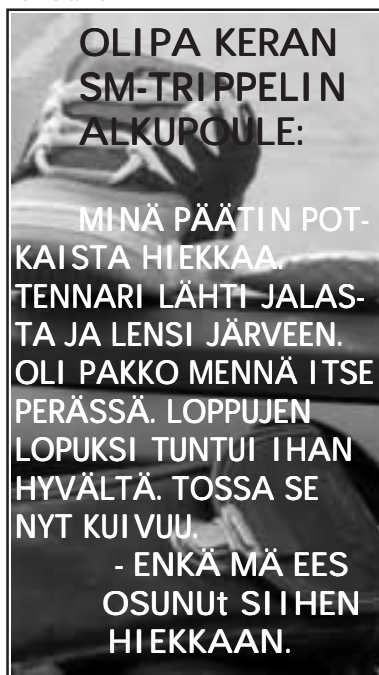 OLIPA KERAN
SM-TRIPPELIN
ALKUPOULE:
MINÄ PÄÄTIN POT-
KAISTA HIEKKAA.
TENNARI LÄHTI JALAS-
TA JA LENSI JÄRVEEN.
OLI PAKKO MENNÄ ITSE
PERÄSSÄ. LOPPUJEN
LOPUKSI TUNTUI IHAN
HYVÄLTÄ. TOSSA SE
NYT KUIVUU.
- ENKÄ MÄ EES
OSUNUt SIIHEN
HIEKKAAN.